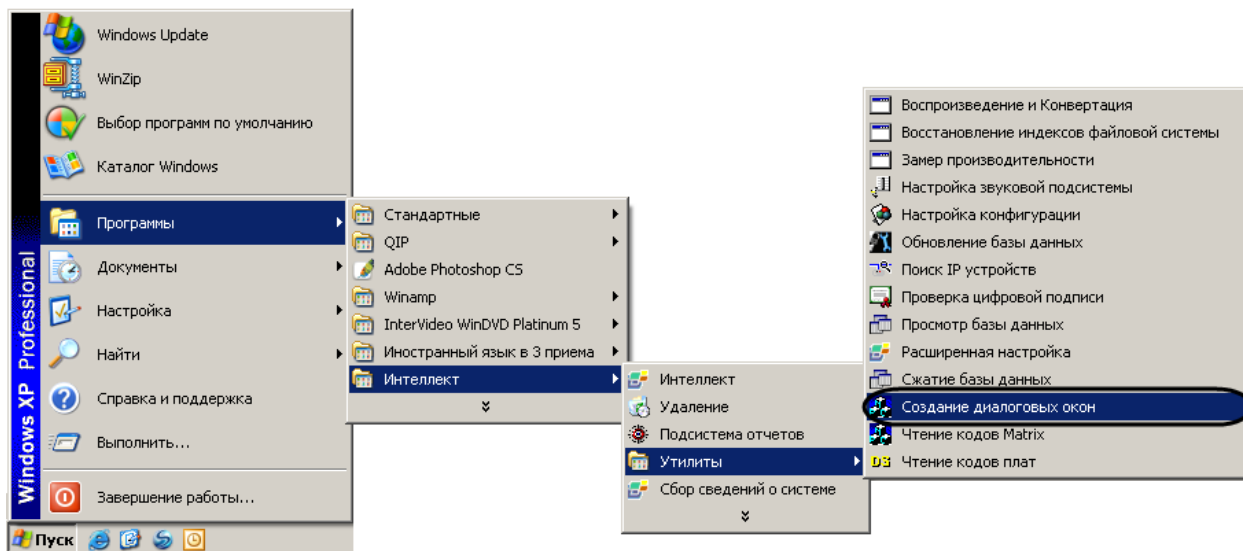 Windows XP Professional
Windows Update
WinZip
Выбор программ по умолчанию
Каталог Windows
Программы
Документы
Настройка
Найти
Справка и поддержка
Выполнить...
Завершение работы...
Пуск
Стандартные
QIP
Adobe Photoshop CS
Winamp
InterVideo WinDVD Platinum 5
Иностранный язык в 3 приема
Интеллект
Интеллект
Удаление
Подсистема отчетов
Утилиты
Сбор сведений о системе
Воспроизведение и Конвертация
Восстановление индексов файловой системы
Замер производительности
Настройка звуковой подсистемы
Настройка конфигурации
Обновление базы данных
Поиск IP устройств
Проверка цифровой подписи
Просмотр базы данных
Расширенная настройка
Сжатие базы данных
Создание диалоговых окон
Чтение кодов Matrix
Чтение кодов плат